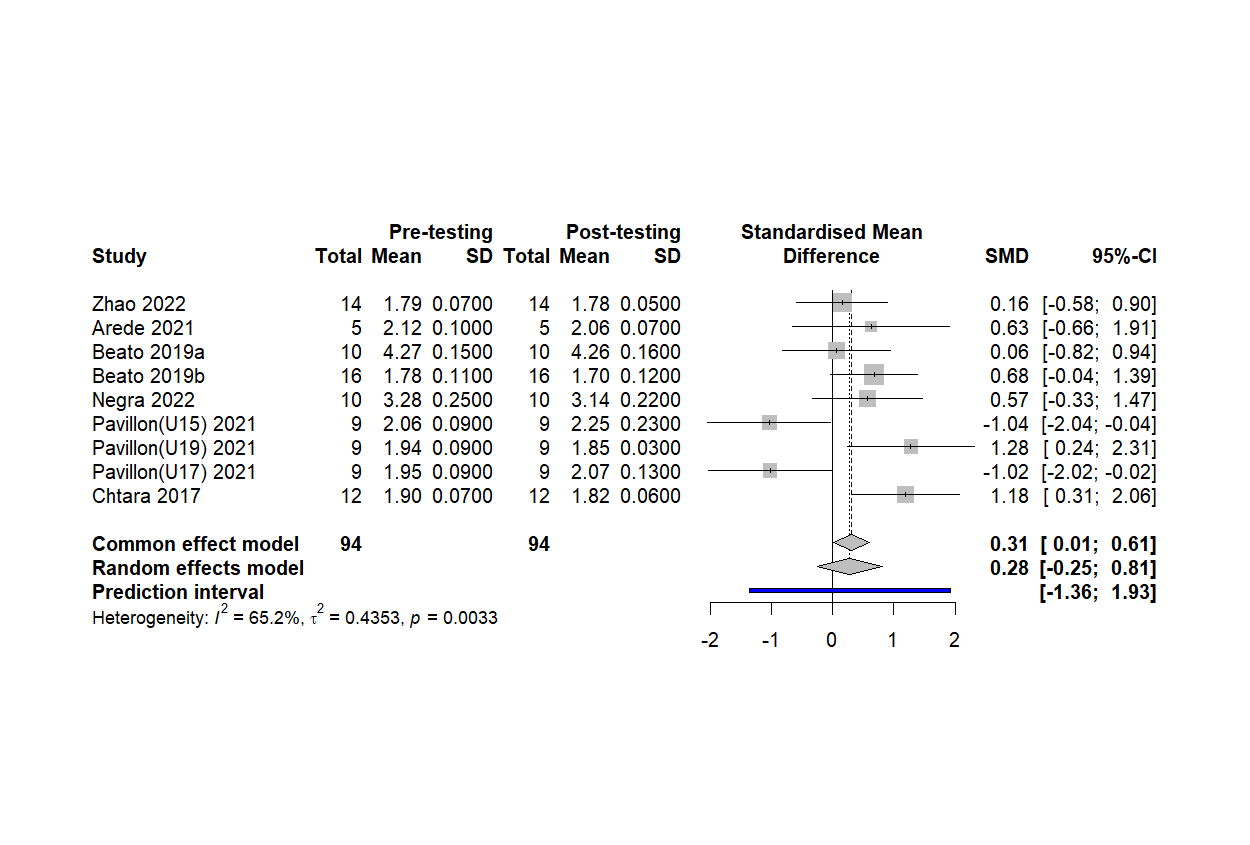 Pre-testing Post-testing Standardised Mean
Study Total Mean SD Total Mean SD Difference SMD 95%-CI
Zhao 2022 14 1.79 0.0700 14 1.78 0.0500 0.16 [-0.58; 0.90]
Arede 2021 5 2.12 0.1000 5 2.06 0.0700 0.63 [-0.66; 1.91]
Beato 2019a 10 4.27 0.1500 10 4.26 0.1600 0.06 [-0.82; 0.94]
Beato 2019b 16 1.78 0.1100 16 1.70 0.1200 0.68 [-0.04; 1.39]
Negra 2022 10 3.28 0.2500 10 3.14 0.2200 0.57 [-0.33; 1.47]
Pavillon(U15) 2021 9 2.06 0.0900 9 2.25 0.2300 -1.04 [-2.04; -0.04]
Pavillon(U19) 2021 9 1.94 0.0900 9 1.85 0.0300 1.28 [ 0.24; 2.31]
Pavillon(U17) 2021 9 1.95 0.0900 9 2.07 0.1300 -1.02 [-2.02; -0.02]
Chtara 2017 12 1.90 0.0700 12 1.82 0.0600 1.18 [ 0.31; 2.06]
Common effect model 94 94 0.31 [ 0.01; 0.61]
Random effects model 0.28 [-0.25; 0.81]
Prediction interval [-1.36; 1.93]
Heterogeneity: I² = 65.2%, τ² = 0.4353, p = 0.0033
-2 -1 0 1 2